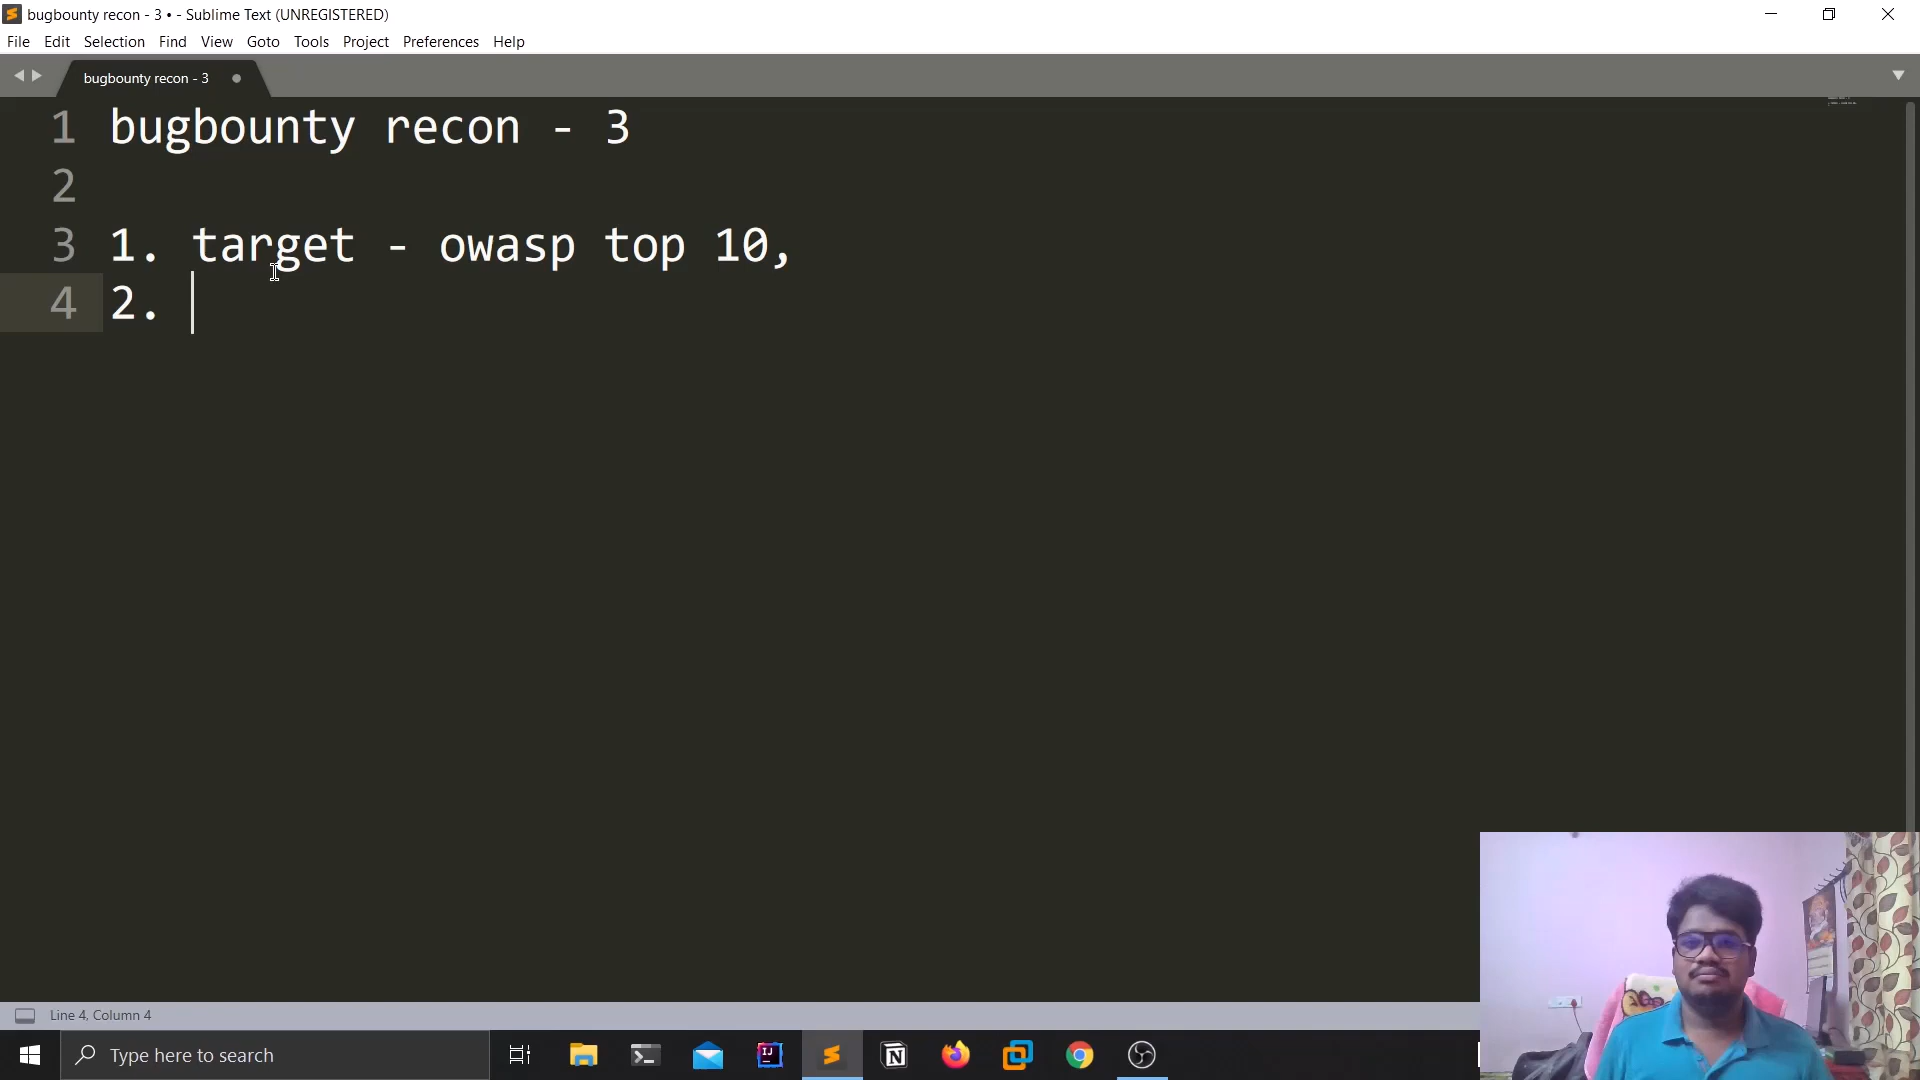 bugbounty recon - 3 • - Sublime Text (UNREGISTERED)
File Edit Selection Find View Goto Tools Project Preferences Help
bugbounty recon - 3
1 bugbounty recon - 3
2
3 1. target - owasp top 10,
4 2.
Line 4, Column 4
Type here to search